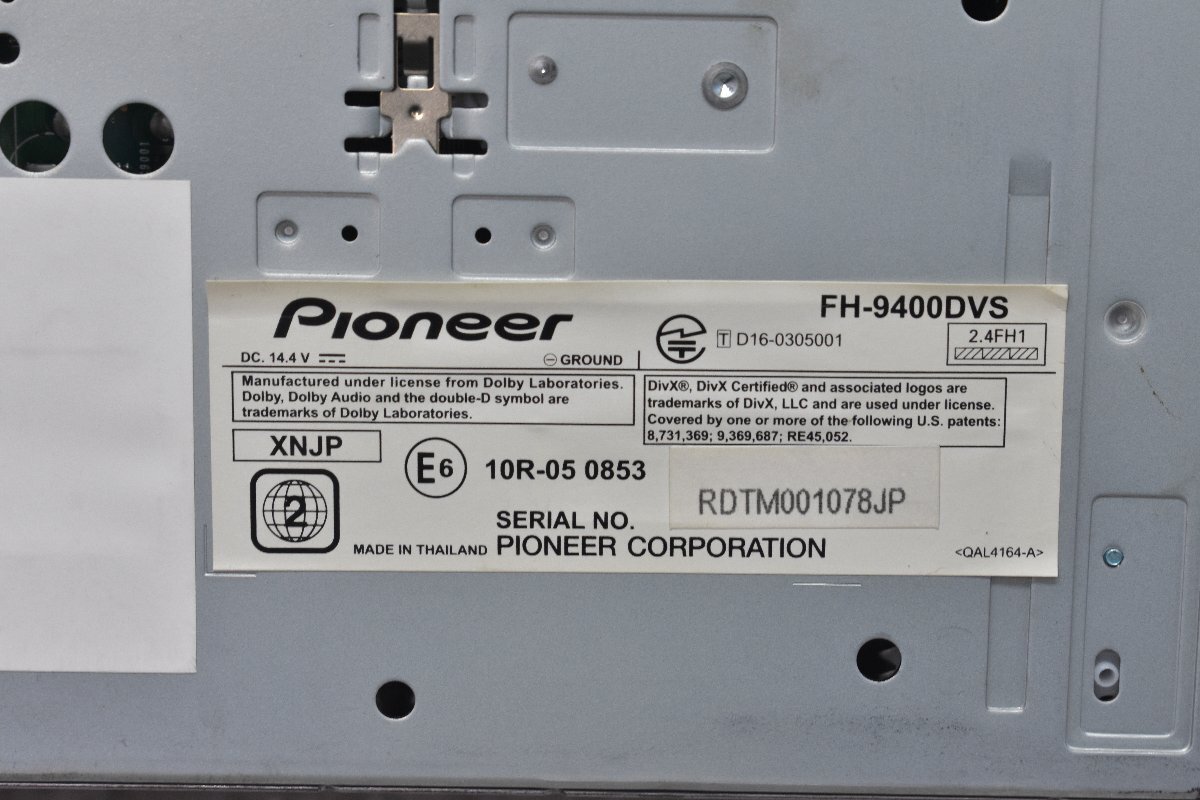 Pioneer
FH-9400DVS
T D16-0305001
2.4FH1
DC. 14.4 V
GROUND
Manufactured under license from Dolby Laboratories.
Dolby, Dolby Audio and the double-D symbol are
trademarks of Dolby Laboratories.
DivX®, DivX Certified® and associated logos are
trademarks of DivX, LLC and are used under license.
Covered by one or more of the following U.S. patents:
8,731,369; 9,369,687; RE45,052.
XNJP
E6
10R-05 0853
RDTM001078JP
2
SERIAL NO.
MADE IN THAILAND
PIONEER CORPORATION
<QAL4164-A>